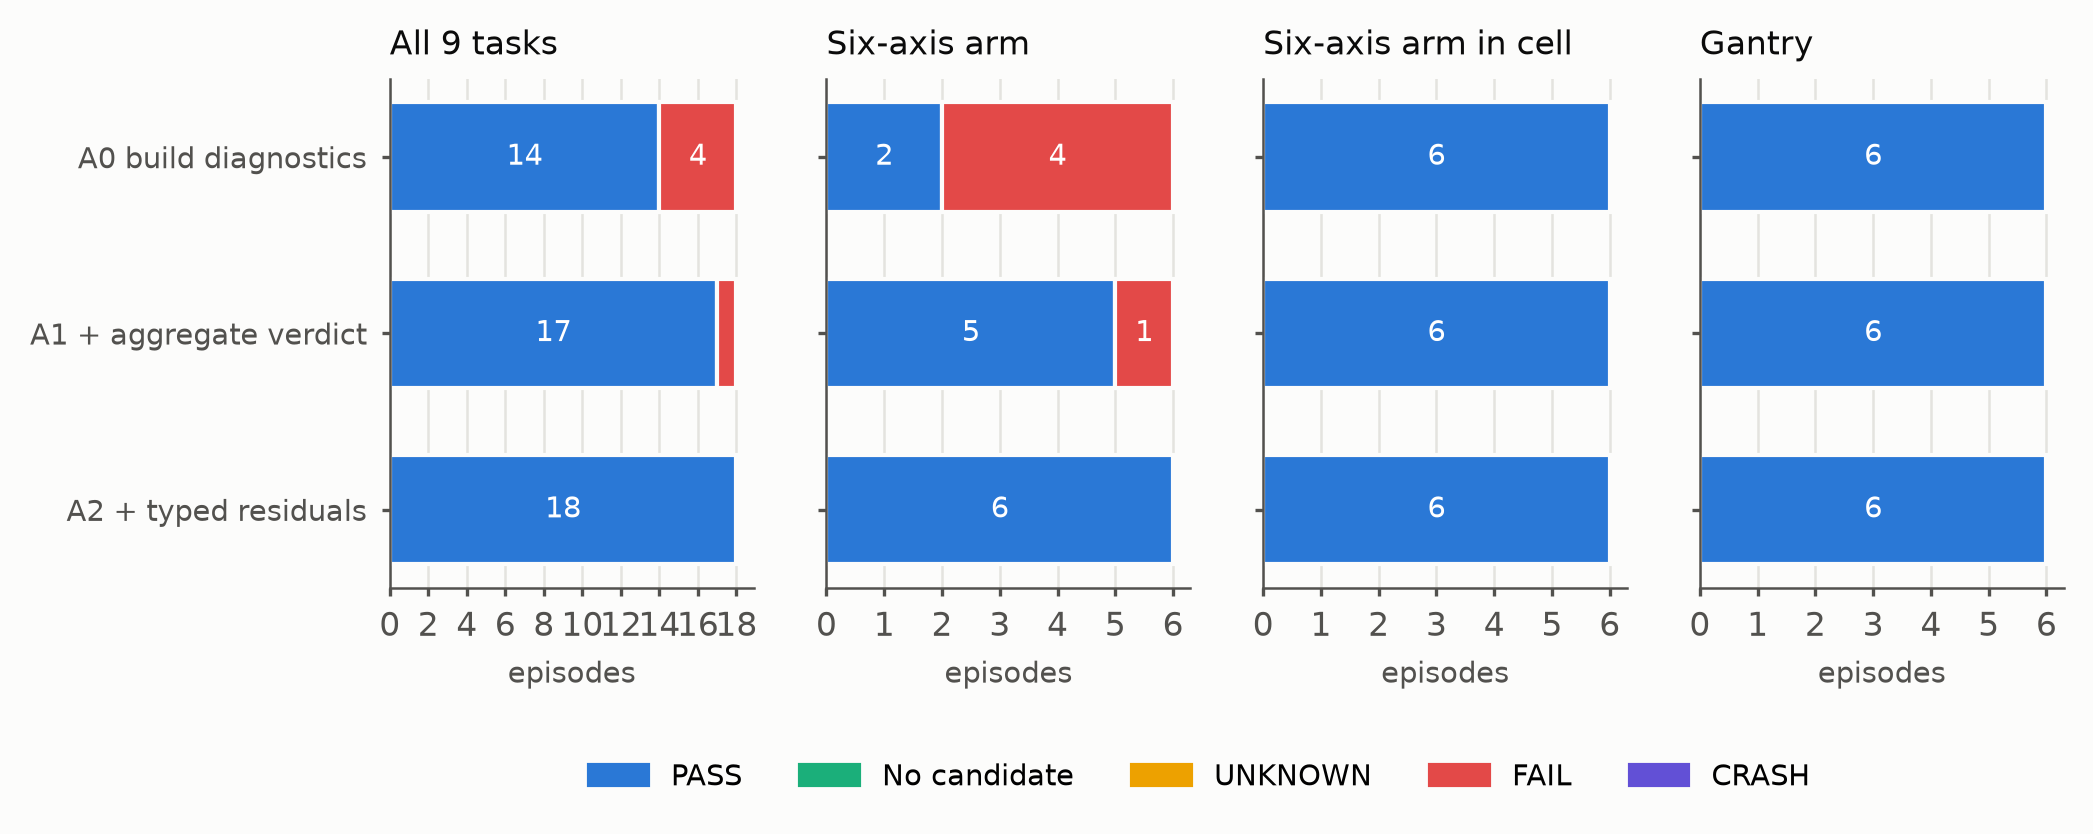 All 9 tasks
Six-axis arm
Six-axis arm in cell
Gantry
A0 build diagnostics
14 4
2 4
6
6
A1 + aggregate verdict
17
5 1
6
6
A2 + typed residuals
18
6
6
6
0 2 4 6 8 10 12 14 16 18
0 1 2 3 4 5 6
0 1 2 3 4 5 6
0 1 2 3 4 5 6
episodes
episodes
episodes
episodes
PASS
No candidate
UNKNOWN
FAIL
CRASH